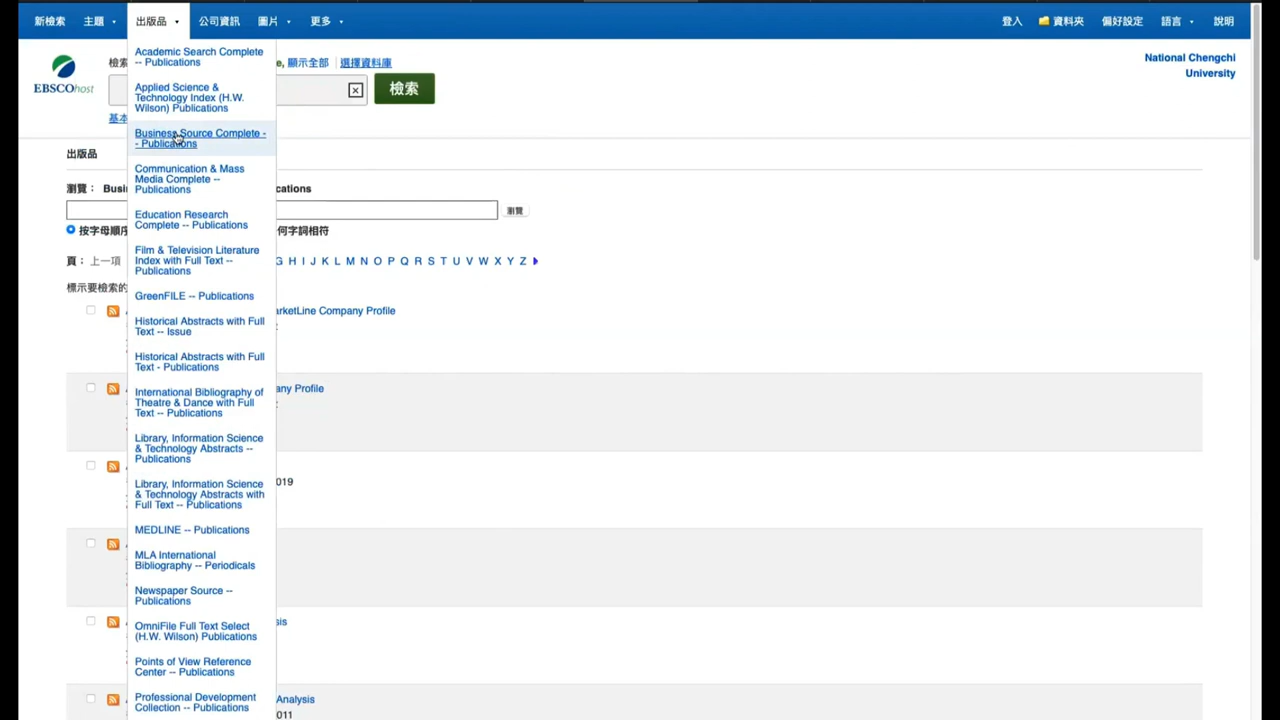 新檢索 主題 出版品 公司資訊 圖片 更多 登入 資料夾 偏好設定 語言 說明
EBSCOhost
National Chengchi
University
檢索
e, 顯示全部 選擇資料庫
檢索
基本
Academic Search Complete
-- Publications
Applied Science &
Technology Index (H.W.
Wilson) Publications
Business Source Complete -
- Publications
Communication & Mass
Media Complete --
Publications
Education Research
Complete -- Publications
Film & Television Literature
Index with Full Text --
Publications
GreenFILE -- Publications
Historical Abstracts with Full
Text -- Issue
Historical Abstracts with Full
Text - Publications
International Bibliography of
Theatre & Dance with Full
Text -- Publications
Library, Information Science
& Technology Abstracts --
Publications
Library, Information Science
& Technology Abstracts with
Full Text -- Publications
MEDLINE -- Publications
MLA International
Bibliography -- Periodicals
Newspaper Source --
Publications
OmniFile Full Text Select
(H.W. Wilson) Publications
Points of View Reference
Center -- Publications
Professional Development
Collection -- Publications
出版品
瀏覽： Busi cations
瀏覽
按字母順序 何字詞相符
頁： 上一項 G H I J K L M N O P Q R S T U V W X Y Z
標示要檢索的
arketLine Company Profile
any Profile
019
sis
Analysis
011